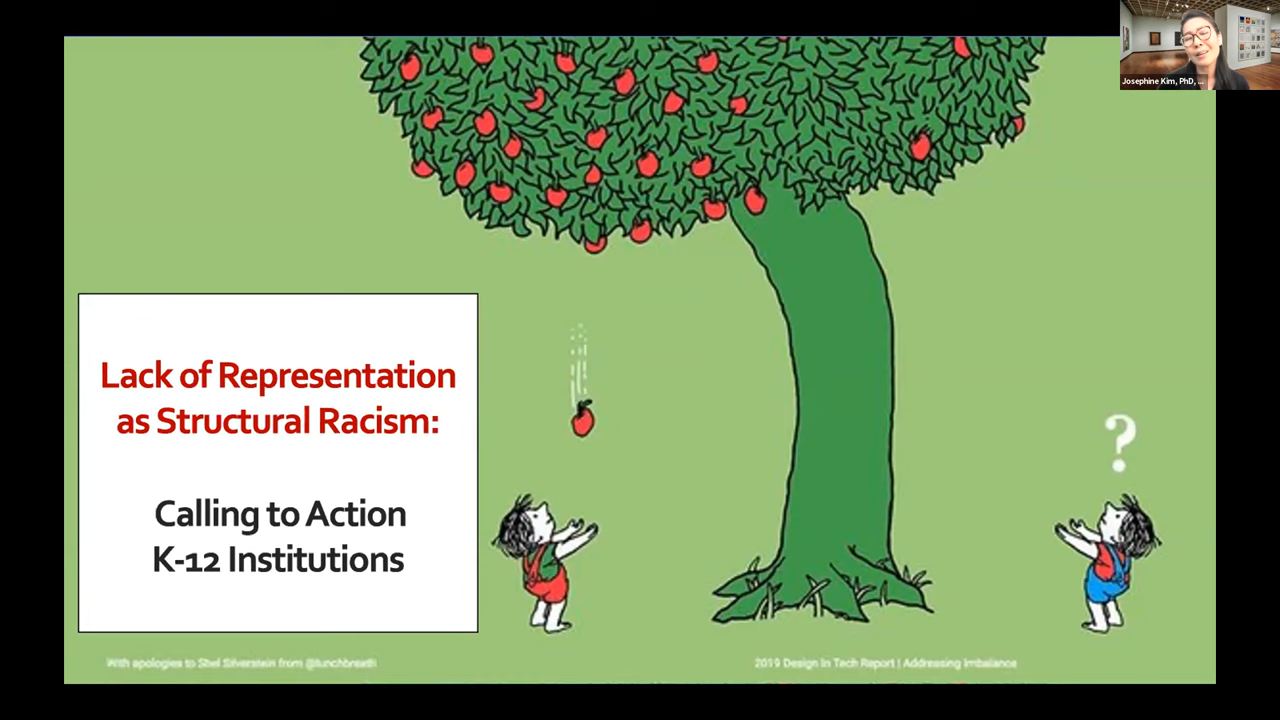 Josephine Kim, PhD, ...
Lack of Representation
as Structural Racism:
Calling to Action
K-12 Institutions
?
With apologies to Shel Silverstein from @lunchbreath
2019 Design In Tech Report | Addressing Imbalance